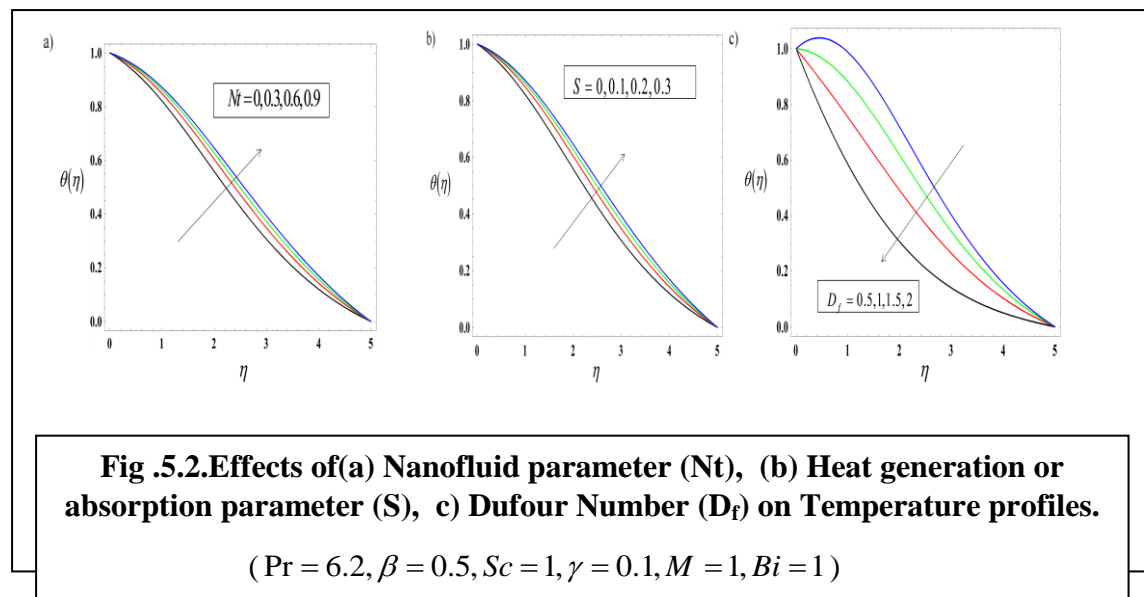 a)
1.0
0.8
0.6
0.4
0.2
0.0
θ(η)
Nt =0,0.3,0.6,0.9
0 1 2 3 4 5
η
b)
1.0
0.8
0.6
0.4
0.2
0.0
θ(η)
S = 0,0.1,0.2,0.3
0 1 2 3 4 5
η
c)
1.0
0.8
0.6
0.4
0.2
0.0
θ(η)
D_f = 0.5,1,1.5,2
0 1 2 3 4 5
η
Fig .5.2.Effects of(a) Nanofluid parameter (Nt), (b) Heat generation or
absorption parameter (S), c) Dufour Number (D_f) on Temperature profiles.
( Pr = 6.2, β = 0.5, Sc = 1, γ = 0.1, M = 1, Bi = 1 )